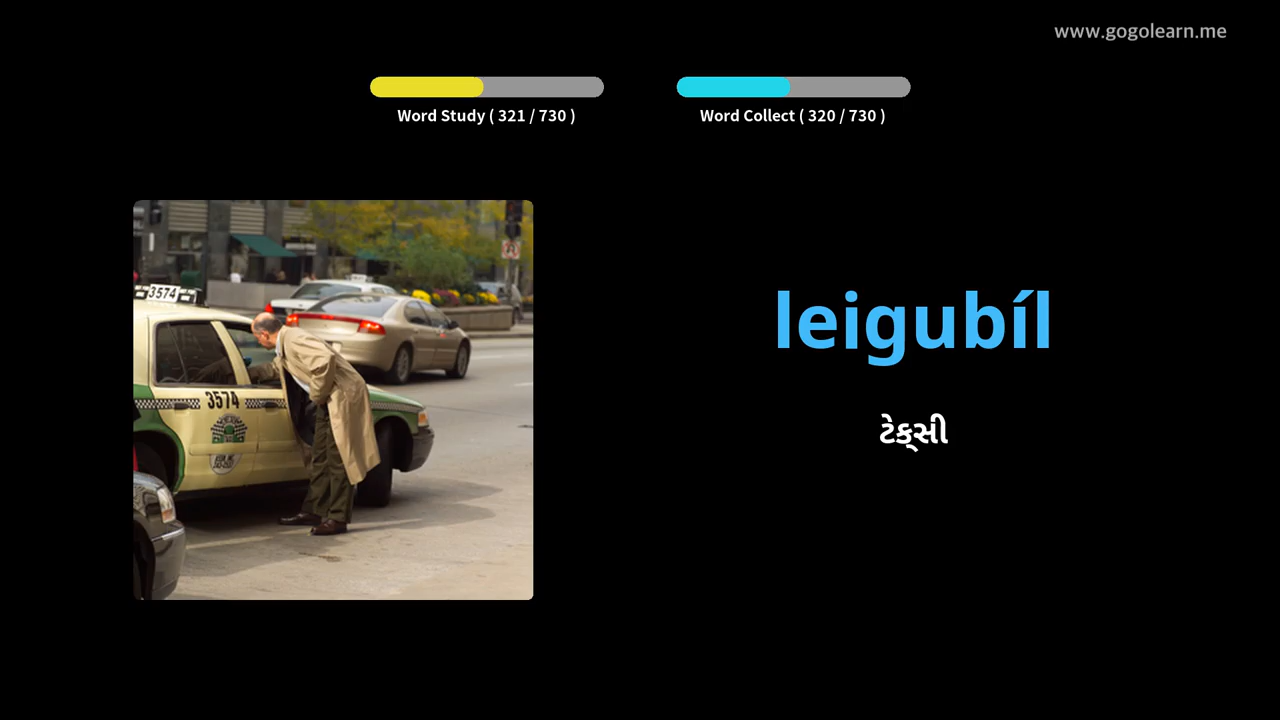 www.gogolearn.me
Word Study ( 321 / 730 )
Word Collect ( 320 / 730 )
3574
3574
leigubíl
ટેક્સી